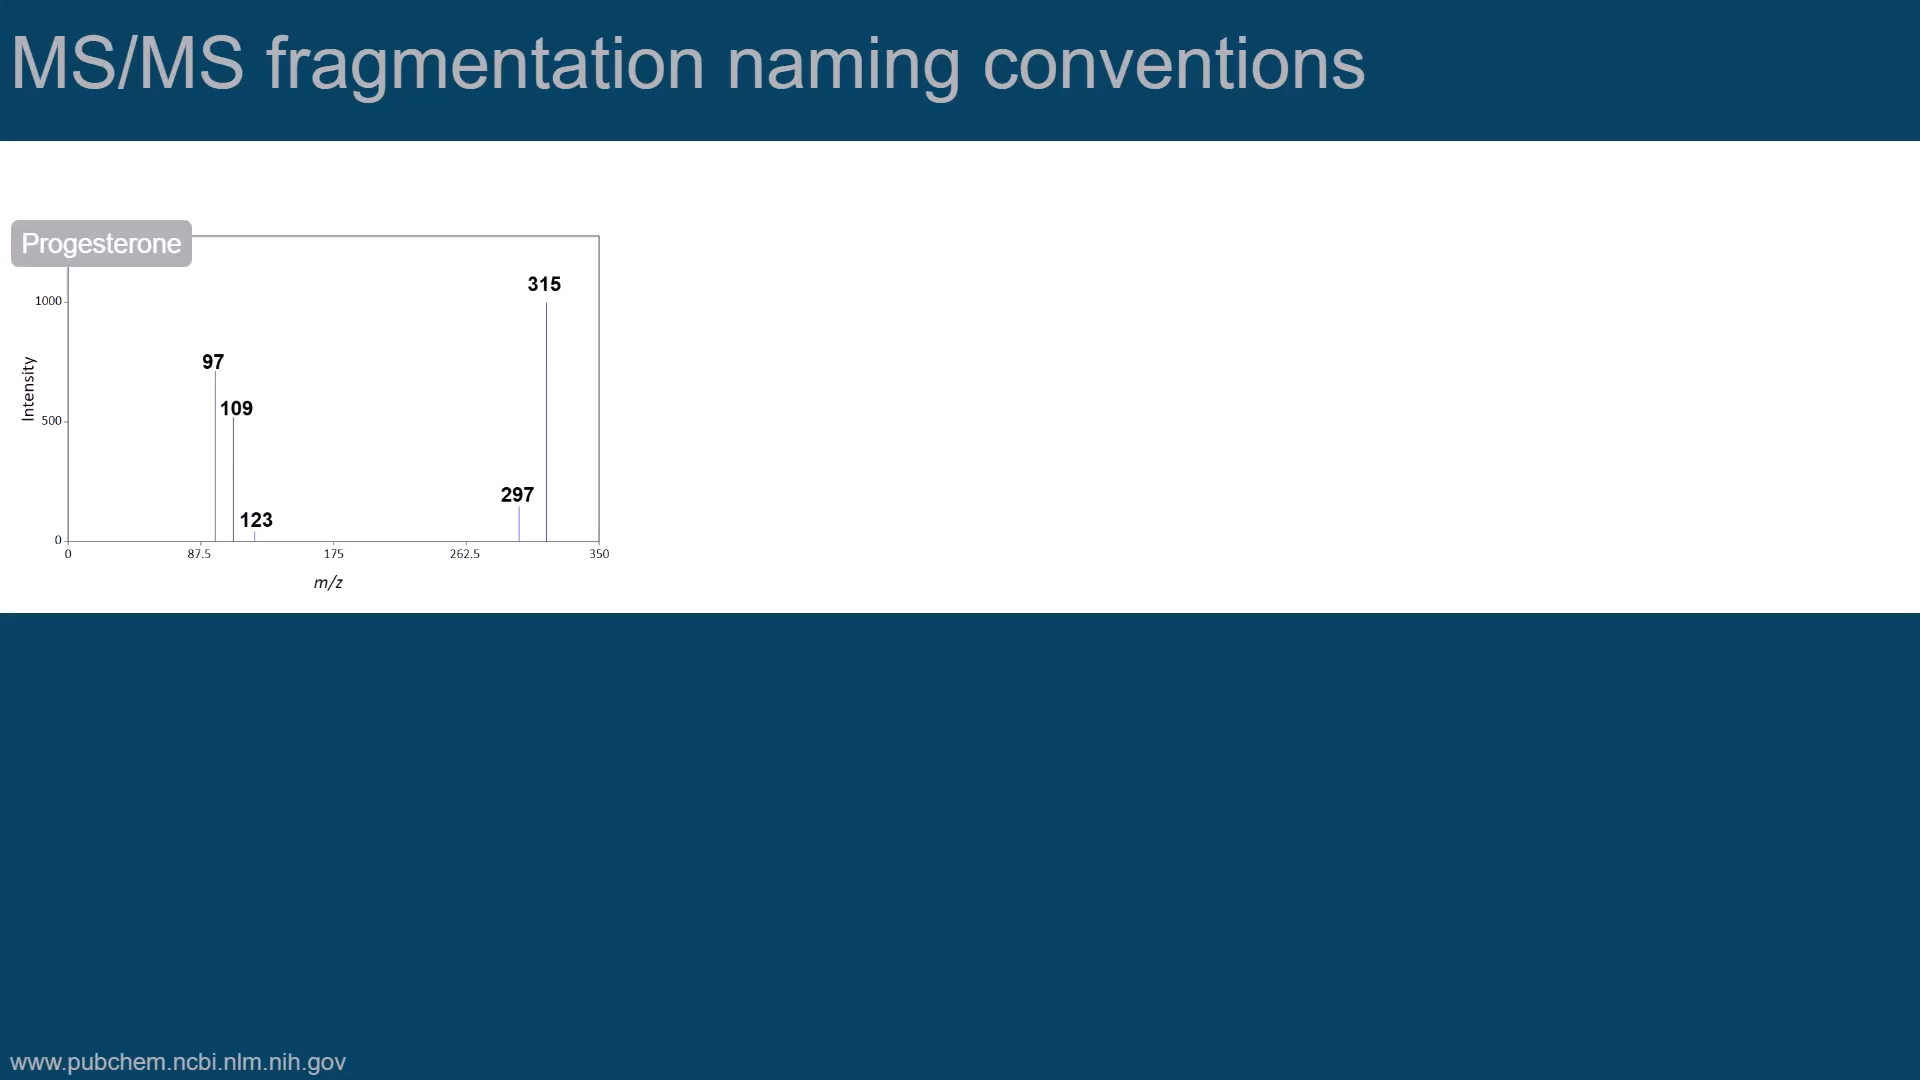 MS/MS fragmentation naming conventions
Progesterone
315
1000
97
109
Intensity
500
297
123
0
0 87.5 175 262.5 350
m/z
www.pubchem.ncbi.nlm.nih.gov